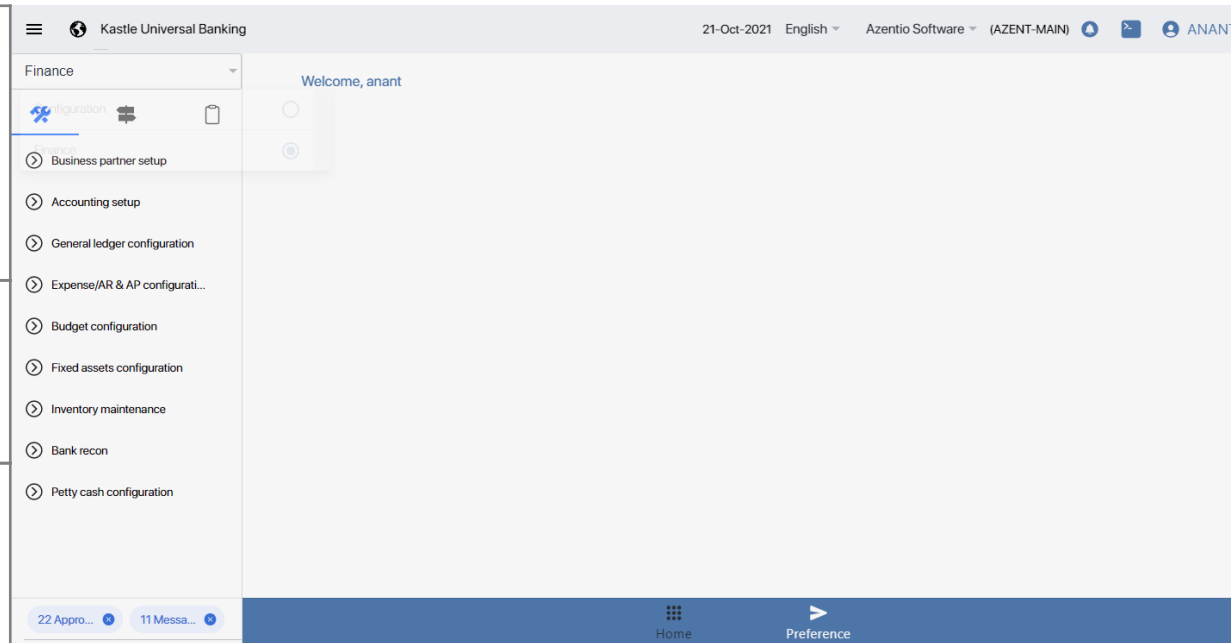 Kastle Universal Banking 21-Oct-2021 English Azentio Software (AZENT-MAIN) ANANT
Finance
Welcome, anant
Configuration
Finance
Business partner setup
Accounting setup
General ledger configuration
Expense/AR & AP configurati...
Budget configuration
Fixed assets configuration
Inventory maintenance
Bank recon
Petty cash configuration
22 Appro... 11 Messa...
Home Preference